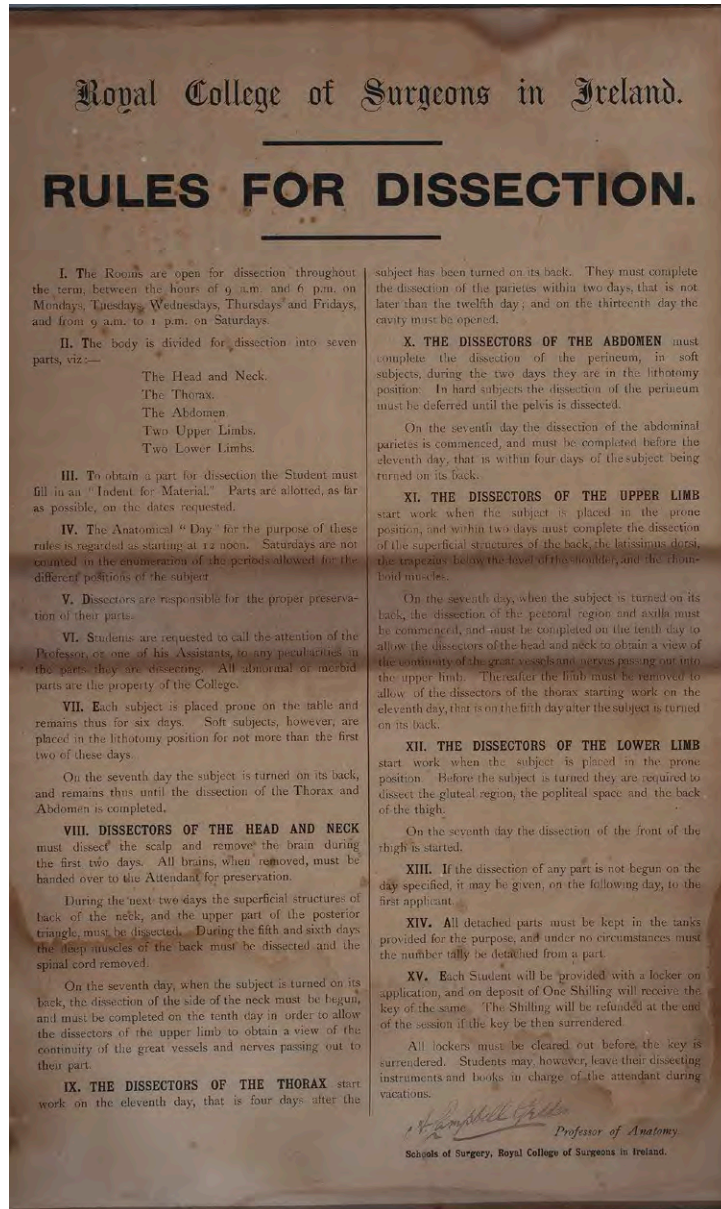 Royal College of Surgeons in Ireland.
RULES FOR DISSECTION.
I. The Rooms are open for dissection throughout
the term, between the hours of 9 a.m. and 6 p.m. on
Mondays, Tuesdays, Wednesdays, Thursdays and Fridays,
and from 9 a.m. to 1 p.m. on Saturdays.
II. The body is divided for dissection into seven
parts, viz:—
The Head and Neck.
The Thorax.
The Abdomen
Two Upper Limbs.
Two Lower Limbs.
III. To obtain a part for dissection the Student must
fill in an "Indent for Material." Parts are allotted, as far
as possible, on the dates requested.
IV. The Anatomical "Day" for the purpose of these
rules is regarded as starting at 12 noon. Saturdays are not
counted in the enumeration of the periods allowed for the
different positions of the subject
V. Dissectors are responsible for the proper preserva-
tion of their parts.
VI. Students are requested to call the attention of the
Professor, or one of his Assistants, to any peculiarities in
the parts they are dissecting. All abnormal or morbid
parts are the property of the College.
VII. Each subject is placed prone on the table and
remains thus for six days. Soft subjects, however, are
placed in the lithotomy position for not more than the first
two of these days.
On the seventh day the subject is turned on its back,
and remains thus until the dissection of the Thorax and
Abdomen is completed.
VIII. DISSECTORS OF THE HEAD AND NECK
must dissect the scalp and remove the brain during
the first two days. All brains, when removed, must be
handed over to the Attendant for preservation.
During the next two days the superficial structures of
back of the neck, and the upper part of the posterior
triangle, must be dissected. During the fifth and sixth days
the deep muscles of the back must be dissected and the
spinal cord removed.
On the seventh day, when the subject is turned on its
back, the dissection of the side of the neck must be begun,
and must be completed on the tenth day in order to allow
the dissectors of the upper limb to obtain a view of the
continuity of the great vessels and nerves passing out to
their part.
IX. THE DISSECTORS OF THE THORAX start
work on the eleventh day, that is four days after the
subject has been turned on its back. They must complete
the dissection of the parietes within two days, that is not
later than the twelfth day; and on the thirteenth day the
cavity must be opened.
X. THE DISSECTORS OF THE ABDOMEN must
complete the dissection of the perineum, in soft
subjects, during the two days they are in the lithotomy
position. In hard subjects the dissection of the perineum
must be deferred until the pelvis is dissected.
On the seventh day the dissection of the abdominal
parietes is commenced, and must be completed before the
eleventh day, that is within four days of the subject being
turned on its back.
XI. THE DISSECTORS OF THE UPPER LIMB
start work when the subject is placed in the prone
position, and within two days must complete the dissection
of the superficial structures of the back, the latissimus dorsi,
the trapezius below the level of the shoulder, and the rhom-
boid muscles.
On the seventh day, when the subject is turned on its
back, the dissection of the pectoral region and axilla must
be commenced, and must be completed on the tenth day to
allow the dissectors of the head and neck to obtain a view of
the continuity of the great vessels and nerves passing out into
the upper limb. Thereafter the limb must be removed to
allow of the dissectors of the thorax starting work on the
eleventh day, that is on the fifth day after the subject is turned
on its back.
XII. THE DISSECTORS OF THE LOWER LIMB
start work when the subject is placed in the prone
position. Before the subject is turned they are required to
dissect the gluteal region, the popliteal space and the back
of the thigh.
On the seventh day the dissection of the front of the
thigh is started.
XIII. If the dissection of any part is not begun on the
day specified, it may be given, on the following day, to the
first applicant.
XIV. All detached parts must be kept in the tanks
provided for the purpose, and under no circumstances must
the number tally be detached from a part.
XV. Each Student will be provided with a locker on
application, and on deposit of One Shilling will receive the
key of the same. The Shilling will be refunded at the end
of the session if the key be then surrendered.
All lockers must be cleared out before the key is
surrendered. Students may, however, leave their dissecting
instruments and books in charge of the attendant during
vacations.
Campbell
Professor of Anatomy
Schools of Surgery, Royal College of Surgeons in Ireland.